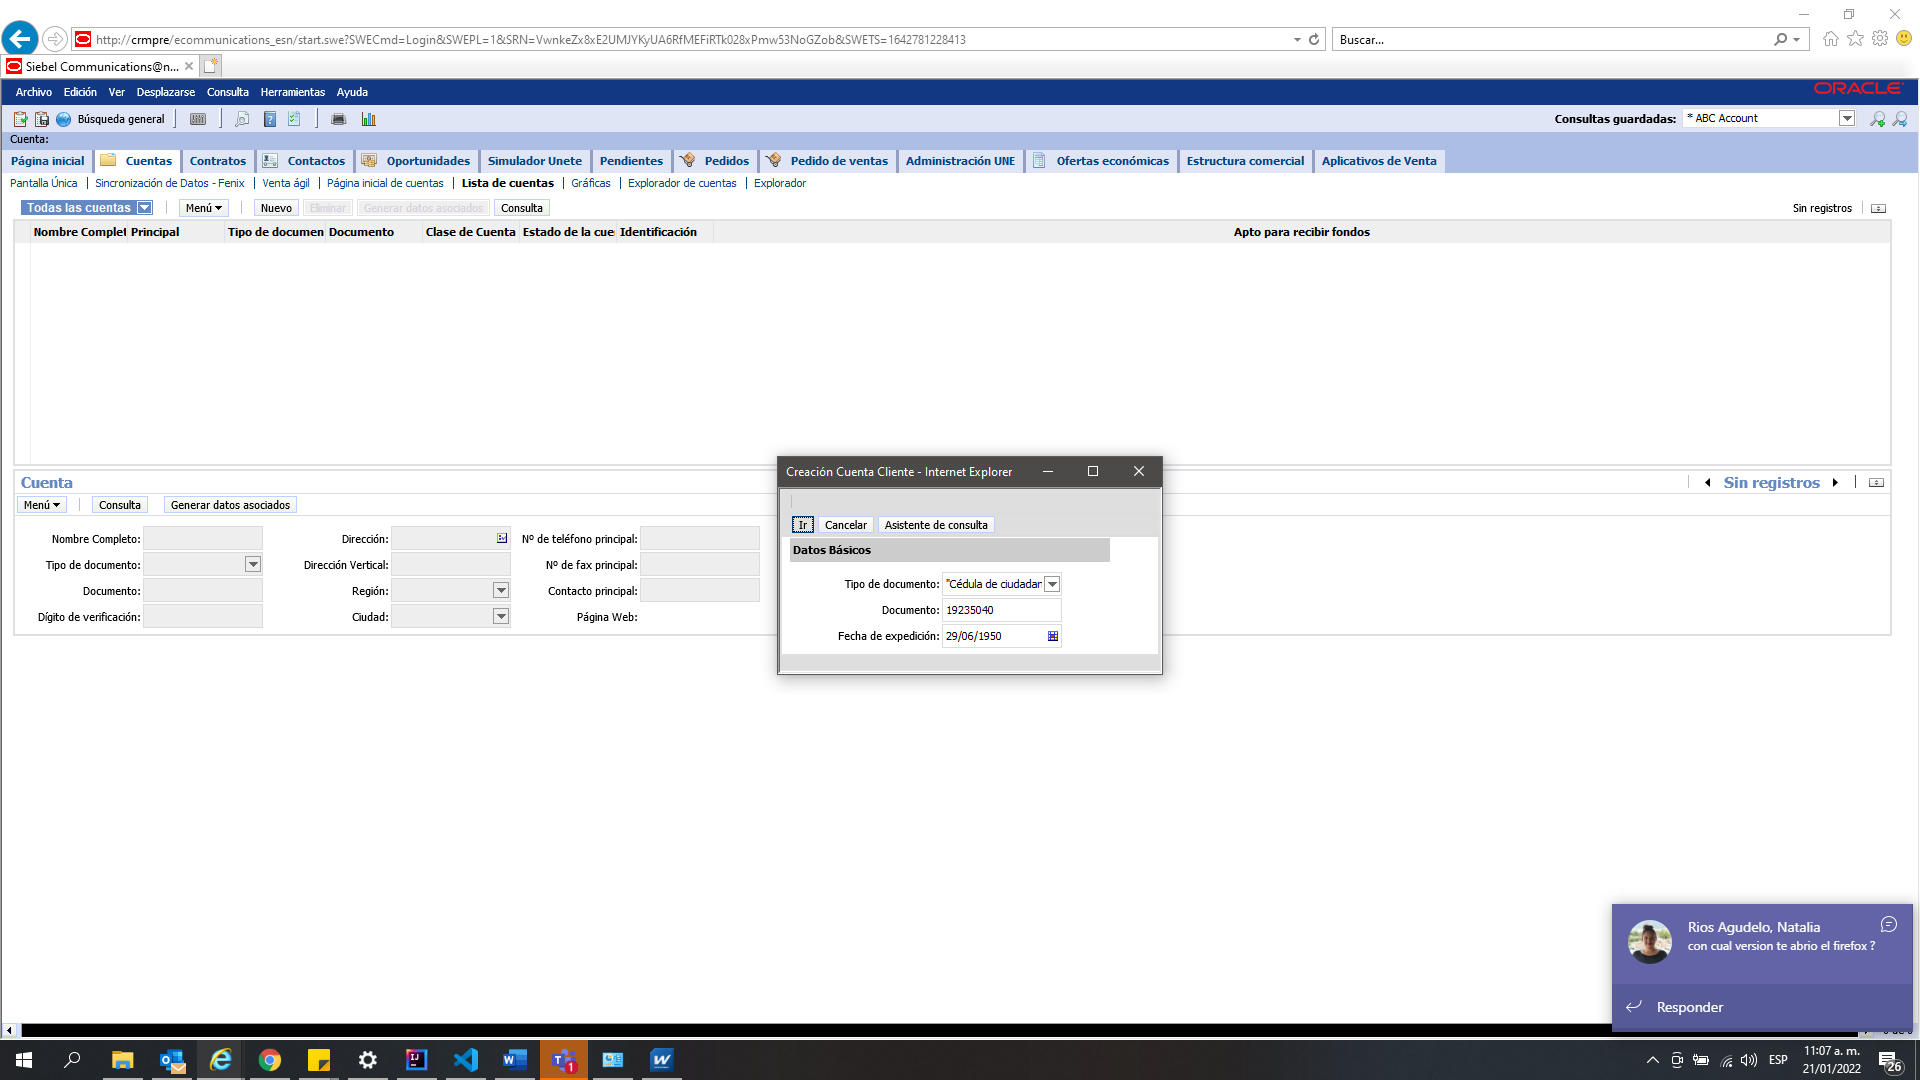 http://crmpre/ecommunications_esn/start.swe?SWECmd=Login&SWEPL=1&SRN=VwnkeZx8xE2UMJYKyUA6RfMEFiRTk028xPmw53NoGZob&SWETS=1642781228413
Buscar...
Siebel Communications@n...
Archivo Edición Ver Desplazarse Consulta Herramientas Ayuda
ORACLE
Búsqueda general
Consultas guardadas: * ABC Account
Cuenta:
Página inicial Cuentas Contratos Contactos Oportunidades Simulador Unete Pendientes Pedidos Pedido de ventas Administración UNE Ofertas económicas Estructura comercial Aplicativos de Venta
Pantalla Única Sincronización de Datos - Fenix Venta ágil Página inicial de cuentas Lista de cuentas Gráficas Explorador de cuentas Explorador
Todas las cuentas Menú Nuevo Eliminar Generar datos asociados Consulta Sin registros
Nombre Complet Principal Tipo de documen Documento Clase de Cuenta Estado de la cue Identificación Apto para recibir fondos
Creación Cuenta Cliente - Internet Explorer
Ir Cancelar Asistente de consulta
Datos Básicos
Tipo de documento: "Cédula de ciudadar
Documento: 19235040
Fecha de expedición: 29/06/1950
Cuenta
Sin registros
Menú Consulta Generar datos asociados
Nombre Completo: Dirección: Nº de teléfono principal:
Tipo de documento: Dirección Vertical: Nº de fax principal:
Documento: Región: Contacto principal:
Dígito de verificación: Ciudad: Página Web:
Rios Agudelo, Natalia
con cual version te abrio el firefox ?
Responder
ESP
11:07 a. m.
21/01/2022
26
1